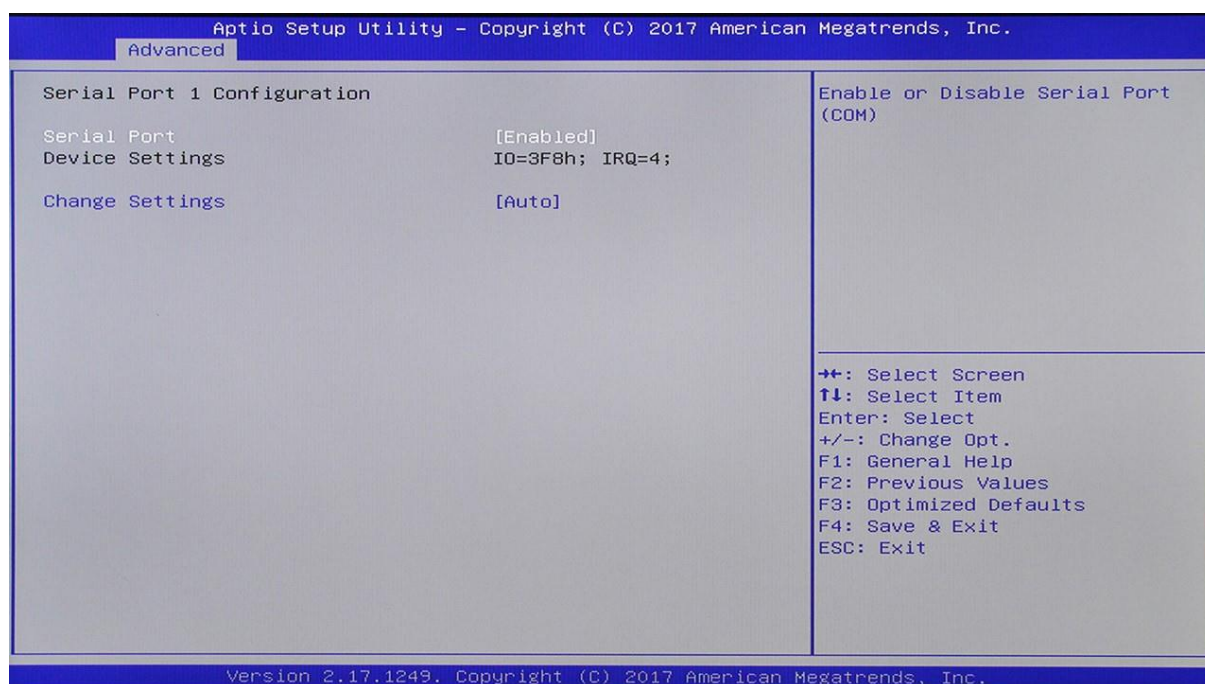 Aptio Setup Utility – Copyright (C) 2017 American Megatrends, Inc.
Advanced
Serial Port 1 Configuration
Serial Port [Enabled]
Device Settings IO=3F8h; IRQ=4;
Change Settings [Auto]
Enable or Disable Serial Port
(COM)
→←: Select Screen
↑↓: Select Item
Enter: Select
+/-: Change Opt.
F1: General Help
F2: Previous Values
F3: Optimized Defaults
F4: Save & Exit
ESC: Exit
Version 2.17.1249. Copyright (C) 2017 American Megatrends, Inc.